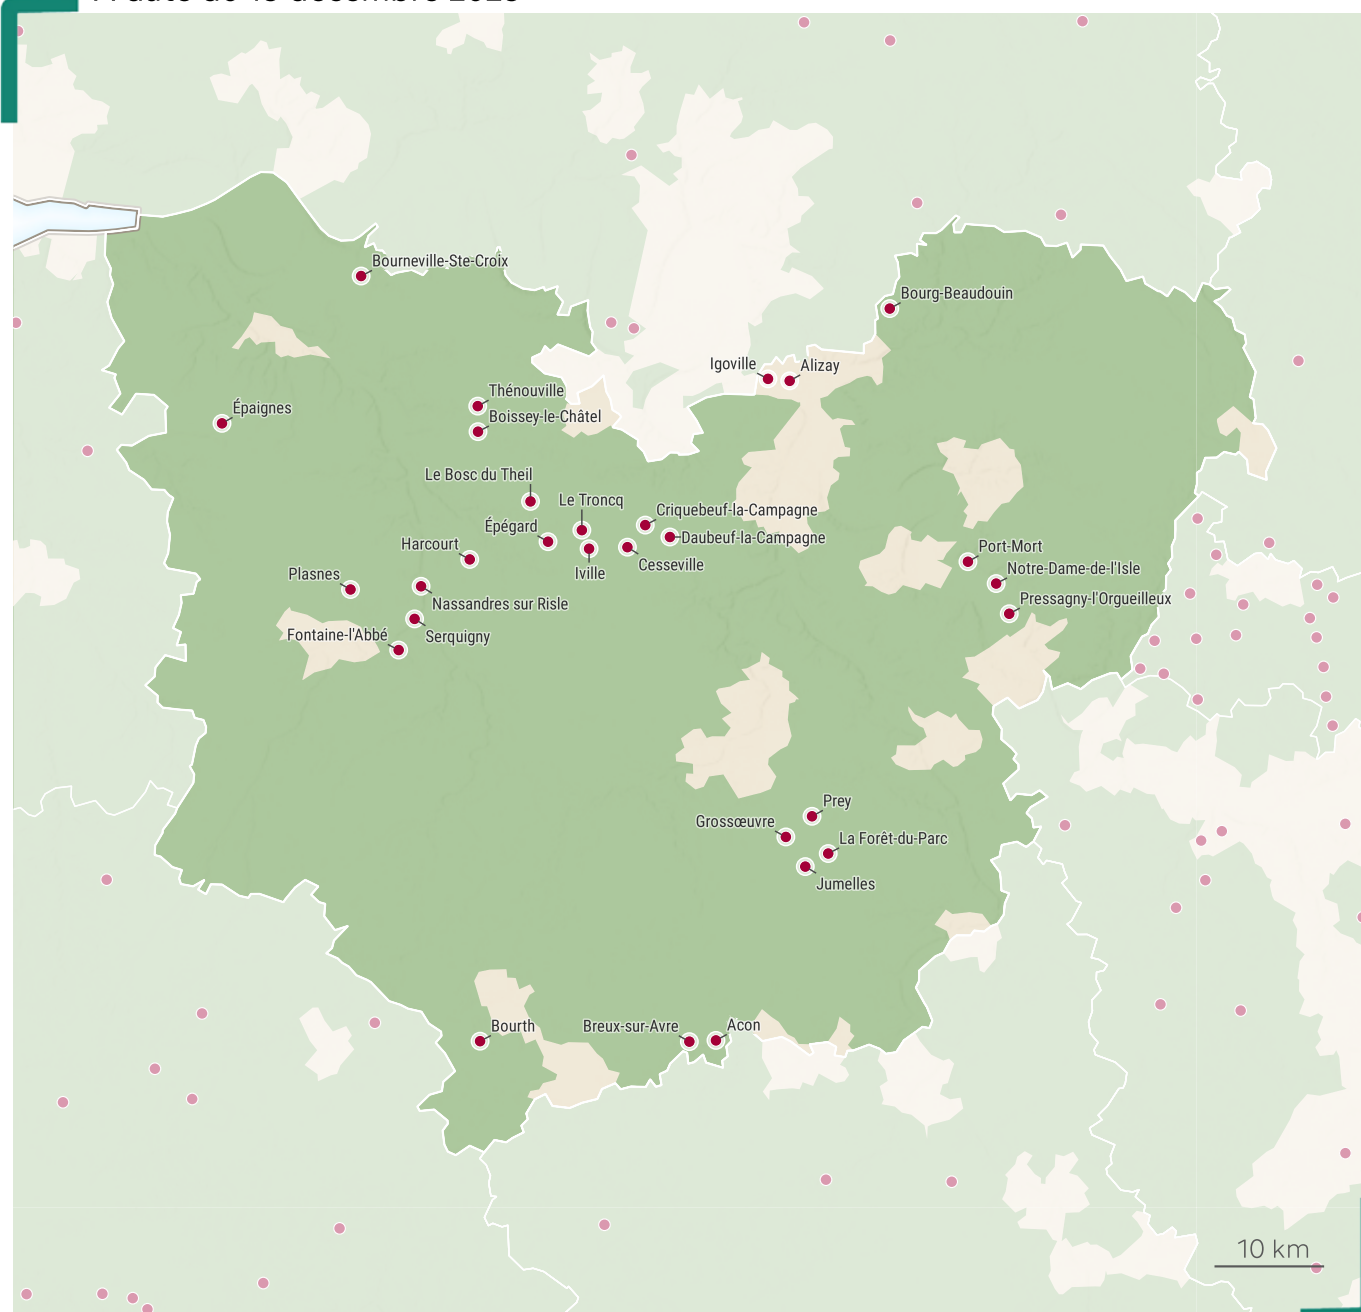 Bourneville-Ste-Croix
Bourg-Beaudouin
Igoville
Alizay
Thénouville
Épaignes
Boissey-le-Châtel
Le Bosc du Theil
Le Troncq
Criquebeuf-la-Campagne
Épégard
Daubeuf-la-Campagne
Harcourt
Port-Mort
Cesseville
Notre-Dame-de-l'Isle
Iville
Plasnes
Pressagny-l'Orgueilleux
Nassandres sur Risle
Fontaine-l'Abbé
Serquigny
Prey
Grossœuvre
La Forêt-du-Parc
Jumelles
Bourth
Breux-sur-Avre
Acon
10 km